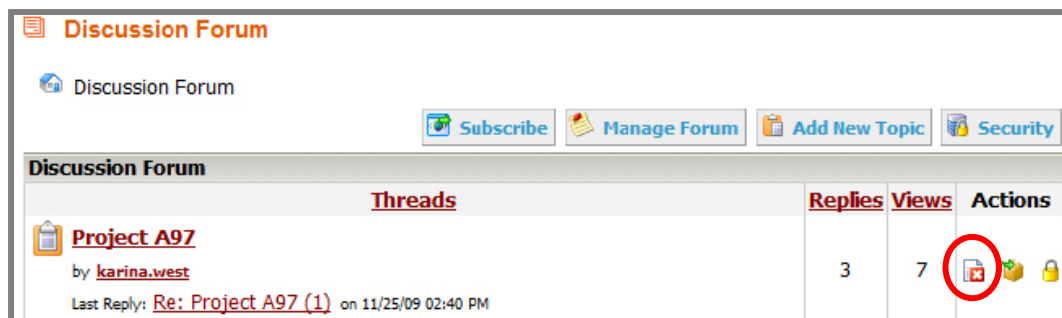 Discussion Forum
Discussion Forum
Subscribe Manage Forum Add New Topic Security
Discussion Forum
Threads Replies Views Actions
Project A97
by karina.west 3 7
Last Reply: Re: Project A97 (1) on 11/25/09 02:40 PM